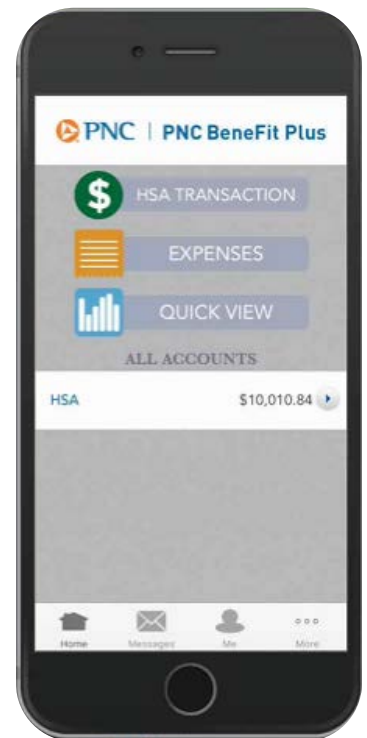 PNC | PNC BeneFit Plus
$ HSA TRANSACTION
EXPENSES
QUICK VIEW
ALL ACCOUNTS
HSA $10,010.84
Home Messages Me More